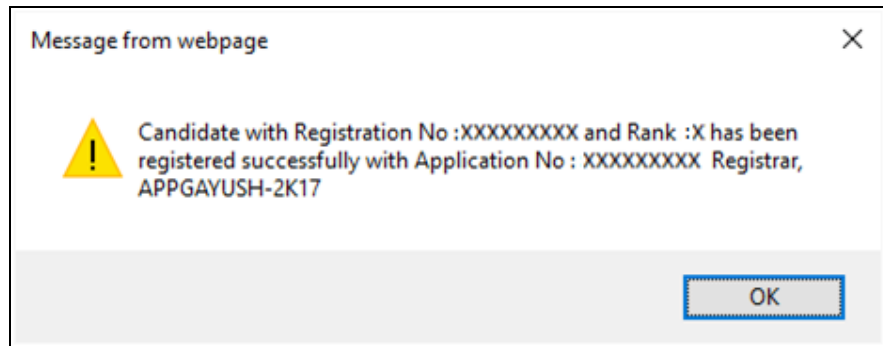 Message from webpage
Candidate with Registration No :XXXXXXXXX and Rank :X has been
registered successfully with Application No : XXXXXXXXX Registrar,
APPGAYUSH-2K17
OK